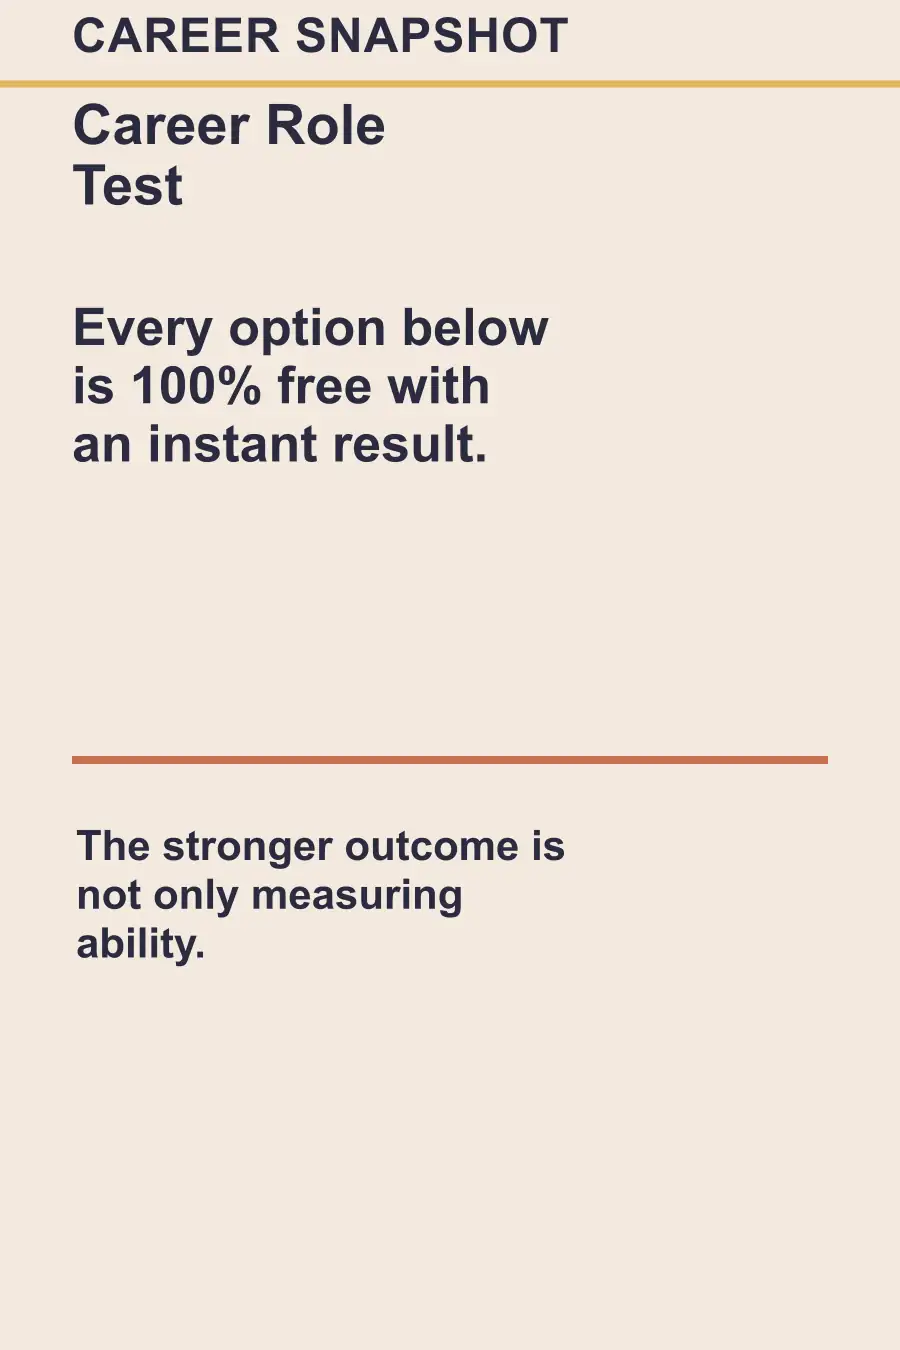 CAREER SNAPSHOT
Career Role
Test
Every option below
is 100% free with
an instant result.
The stronger outcome is
not only measuring
ability.